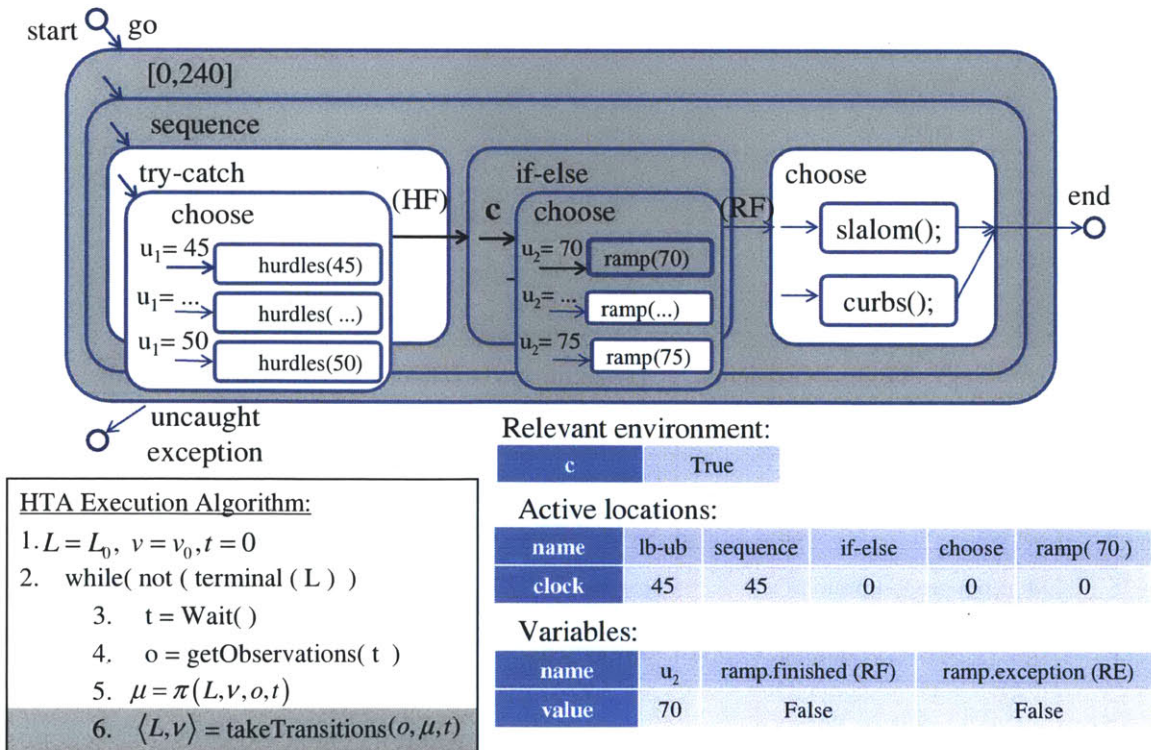 start
go
[0,240]
sequence
try-catch
choose
u₁= 45
hurdles(45)
u₁= ...
hurdles( ...)
u₁= 50
hurdles(50)
(HF)
if-else
c
choose
u₂= 70
ramp(70)
u₂= ...
ramp(...)
u₂= 75
ramp(75)
(RF)
choose
slalom();
curbs();
end
uncaught
exception
HTA Execution Algorithm:
1. L = L₀, v = v₀, t = 0
2. while( not ( terminal ( L ) )
3. t = Wait( )
4. o = getObservations( t )
5. μ = π(L, ν, o, t)
6. ⟨L, ν⟩ = takeTransitions(o, μ, t)
Relevant environment:
c True
Active locations:
name lb-ub sequence if-else choose ramp( 70 )
clock 45 45 0 0 0
Variables:
name u₂ ramp.finished (RF) ramp.exception (RE)
value 70 False False